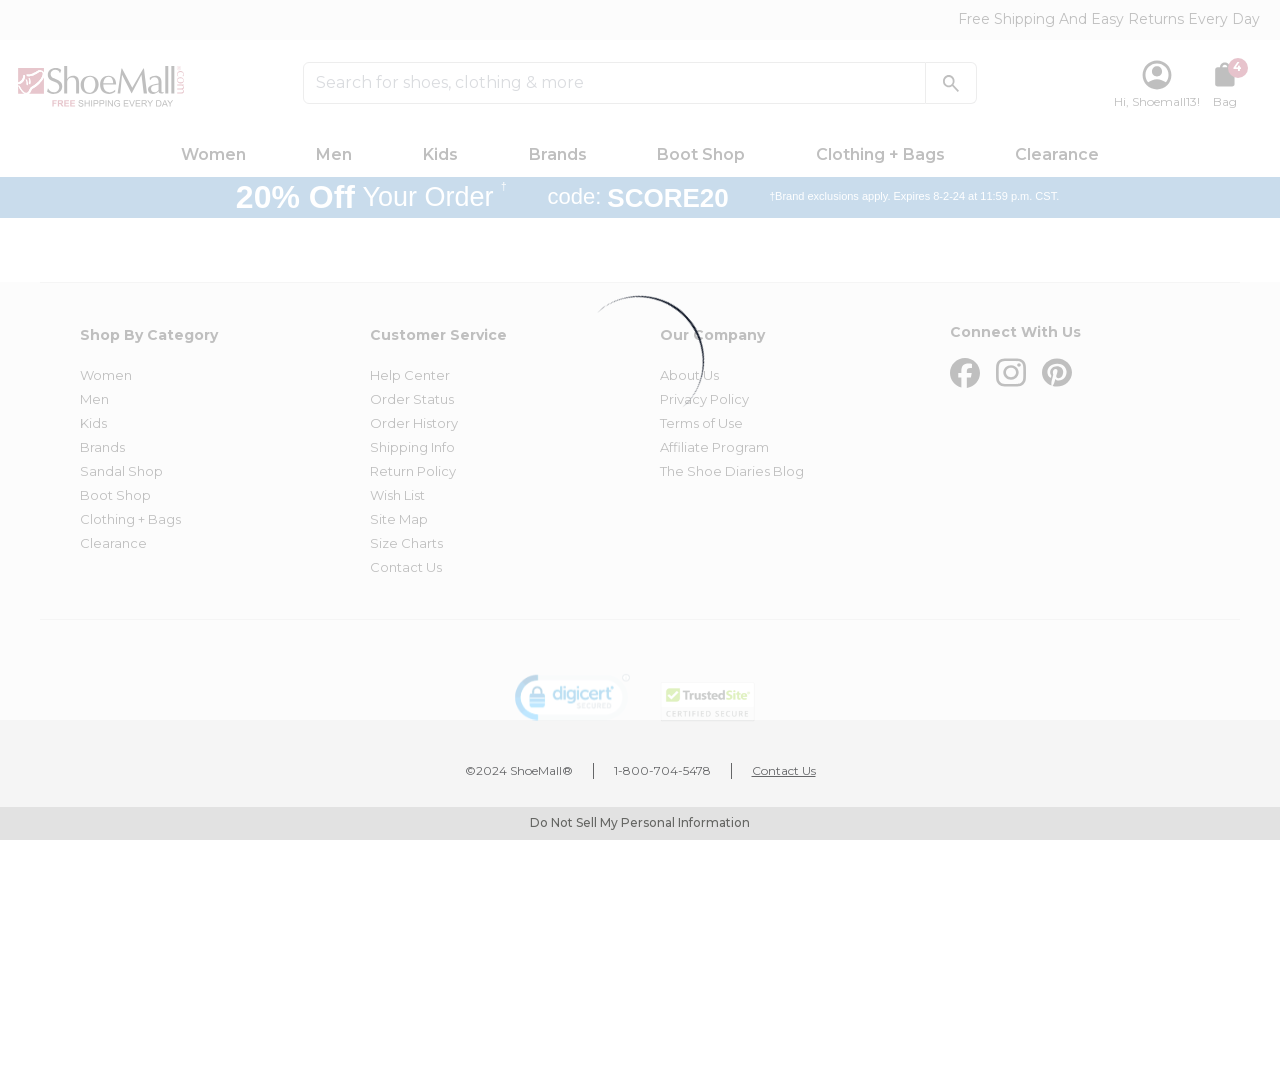 Free Shipping And Easy Returns Every Day
ShoeMall.com
FREE SHIPPING EVERY DAY
Search for shoes, clothing & more
Hi, Shoemall13!
4
Bag
Women Men Kids Brands Boot Shop Clothing + Bags Clearance
20% Off Your Order † code: SCORE20 †Brand exclusions apply. Expires 8-2-24 at 11:59 p.m. CST.
Shop By Category
Women
Men
Kids
Brands
Sandal Shop
Boot Shop
Clothing + Bags
Clearance
Customer Service
Help Center
Order Status
Order History
Shipping Info
Return Policy
Wish List
Site Map
Size Charts
Contact Us
Our Company
About Us
Privacy Policy
Terms of Use
Affiliate Program
The Shoe Diaries Blog
Connect With Us
digicert
SECURED
TrustedSite
CERTIFIED SECURE
©2024 ShoeMall® 1-800-704-5478 Contact Us
Do Not Sell My Personal Information